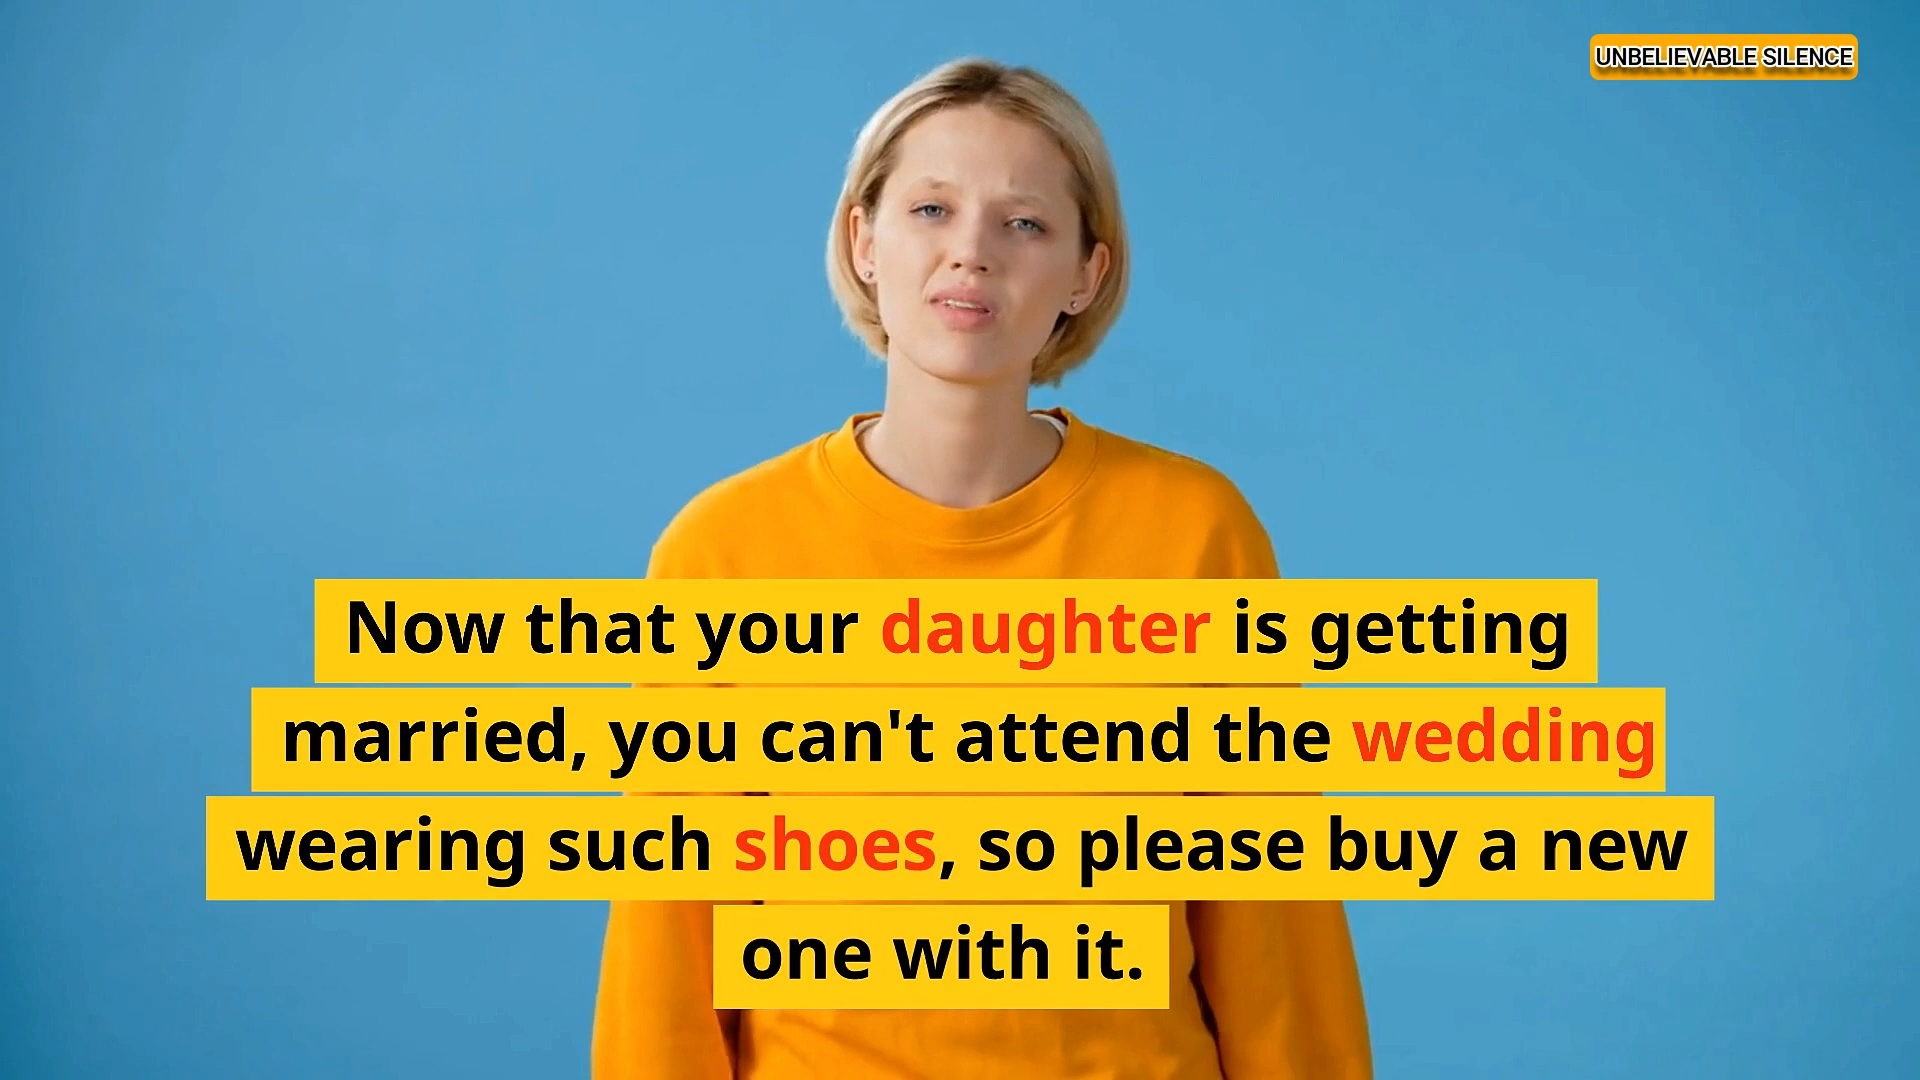 UNBELIEVABLE SILENCE
Now that your daughter is getting
married, you can't attend the wedding
wearing such shoes, so please buy a new
one with it.